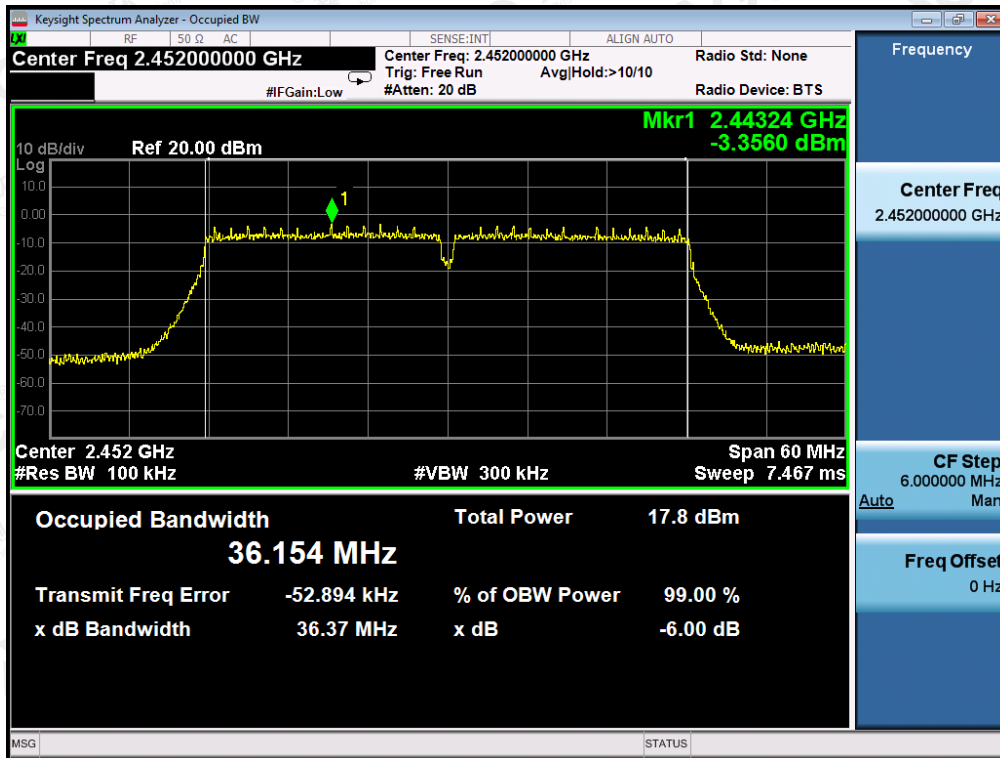 Keysight Spectrum Analyzer - Occupied BW
LXI RF 50 Ω AC SENSE:INT ALIGN AUTO
Center Freq 2.452000000 GHz
#IFGain:Low
Center Freq: 2.452000000 GHz
Trig: Free Run Avg|Hold:>10/10
#Atten: 20 dB
Radio Std: None
Radio Device: BTS
Mkr1 2.44324 GHz
-3.3560 dBm
10 dB/div Ref 20.00 dBm
Log
10.0
0.00
-10.0
-20.0
-30.0
-40.0
-50.0
-60.0
-70.0
1
Center 2.452 GHz Span 60 MHz
#Res BW 100 kHz #VBW 300 kHz Sweep 7.467 ms
Occupied Bandwidth Total Power 17.8 dBm
36.154 MHz
Transmit Freq Error -52.894 kHz % of OBW Power 99.00 %
x dB Bandwidth 36.37 MHz x dB -6.00 dB
MSG STATUS
Frequency
Center Freq
2.452000000 GHz
CF Step
6.000000 MHz
Auto Man
Freq Offset
0 Hz